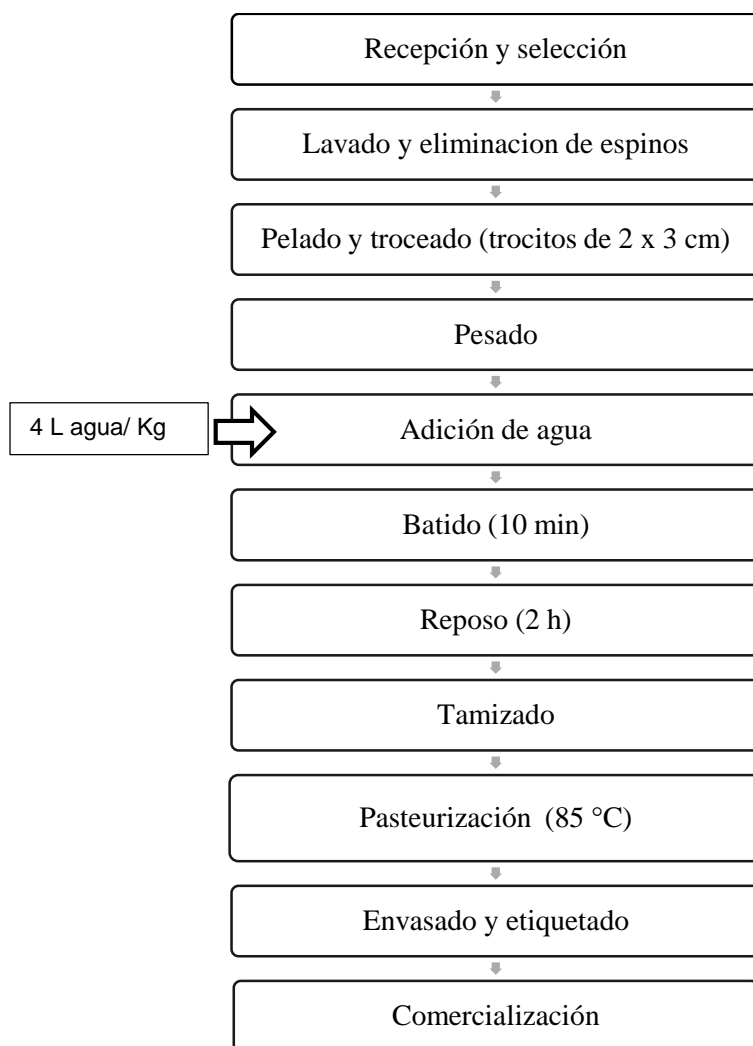 Recepción y selección
Lavado y eliminacion de espinos
Pelado y troceado (trocitos de 2 x 3 cm)
Pesado
4 L agua/ Kg
Adición de agua
Batido (10 min)
Reposo (2 h)
Tamizado
Pasteurización (85 °C)
Envasado y etiquetado
Comercialización